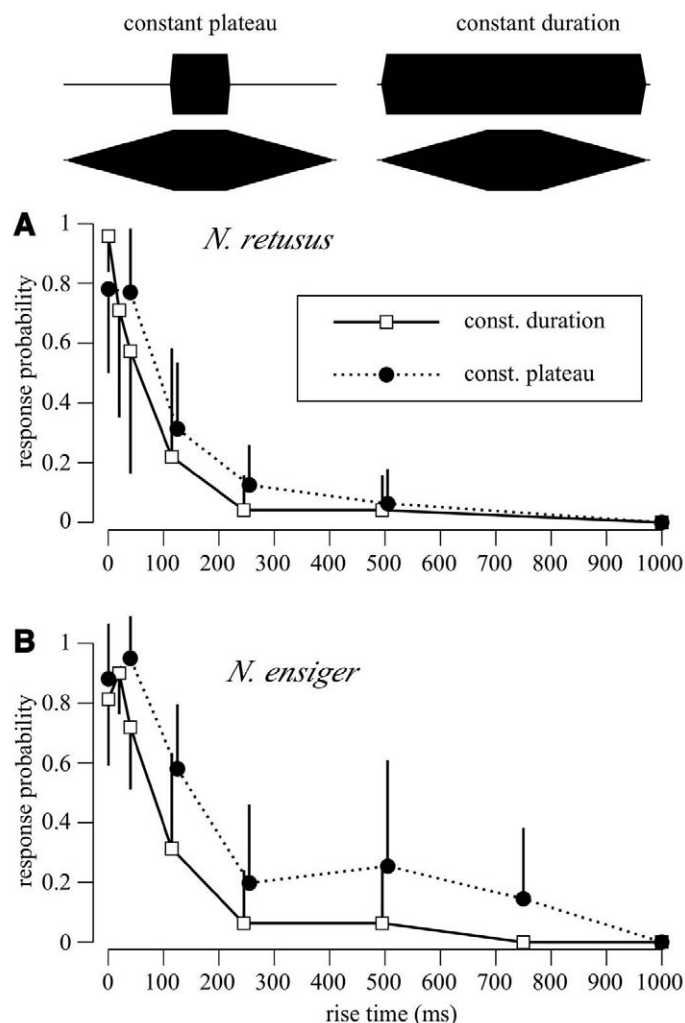 constant plateau
constant duration
A
N. retusus
1
0.8
0.6
0.4
0.2
0
response probability
const. duration
const. plateau
0 100 200 300 400 500 600 700 800 900 1000
B
N. ensiger
1
0.8
0.6
0.4
0.2
0
response probability
0 100 200 300 400 500 600 700 800 900 1000
rise time (ms)